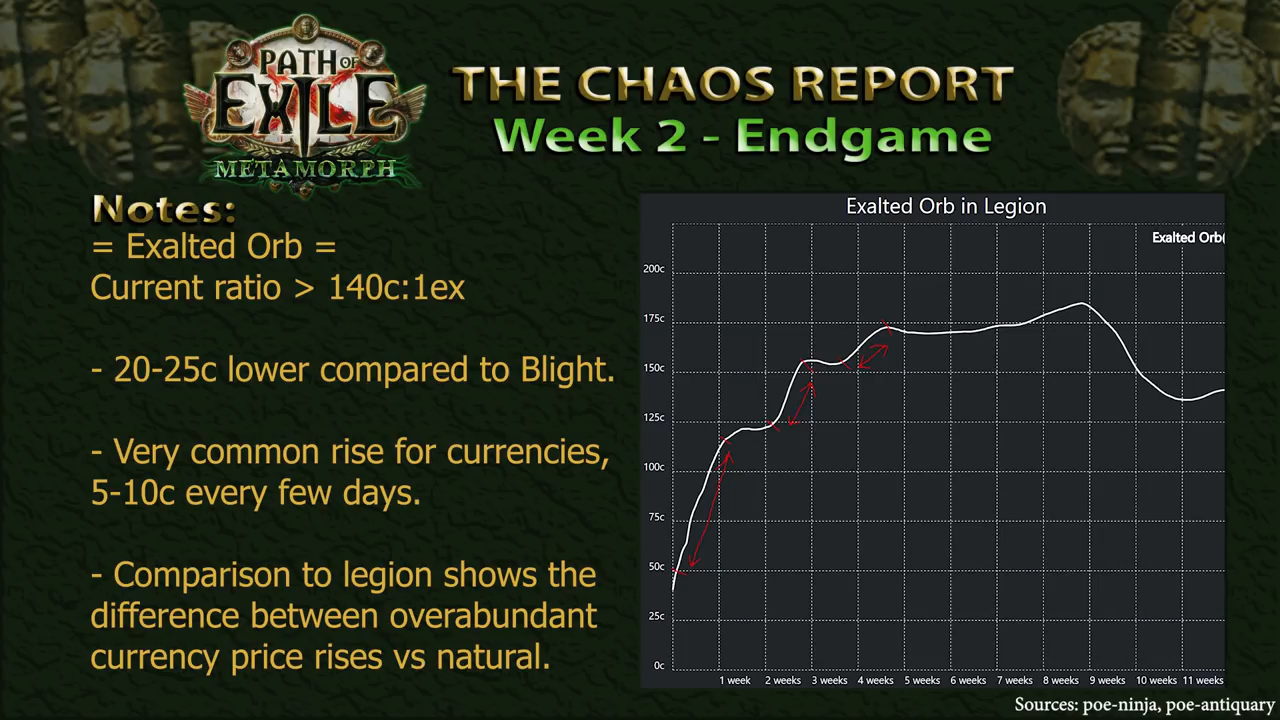 PATH OF
EXILE
METAMORPH
THE CHAOS REPORT
Week 2 - Endgame
Notes:
= Exalted Orb =
Current ratio > 140c:1ex
- 20-25c lower compared to Blight.
- Very common rise for currencies,
5-10c every few days.
- Comparison to legion shows the
difference between overabundant
currency price rises vs natural.
Exalted Orb in Legion
Exalted Orb(
200c
175c
150c
125c
100c
75c
50c
25c
0c
1 week 2 weeks 3 weeks 4 weeks 5 weeks 6 weeks 7 weeks 8 weeks 9 weeks 10 weeks 11 weeks
Sources: poe-ninja, poe-antiquary